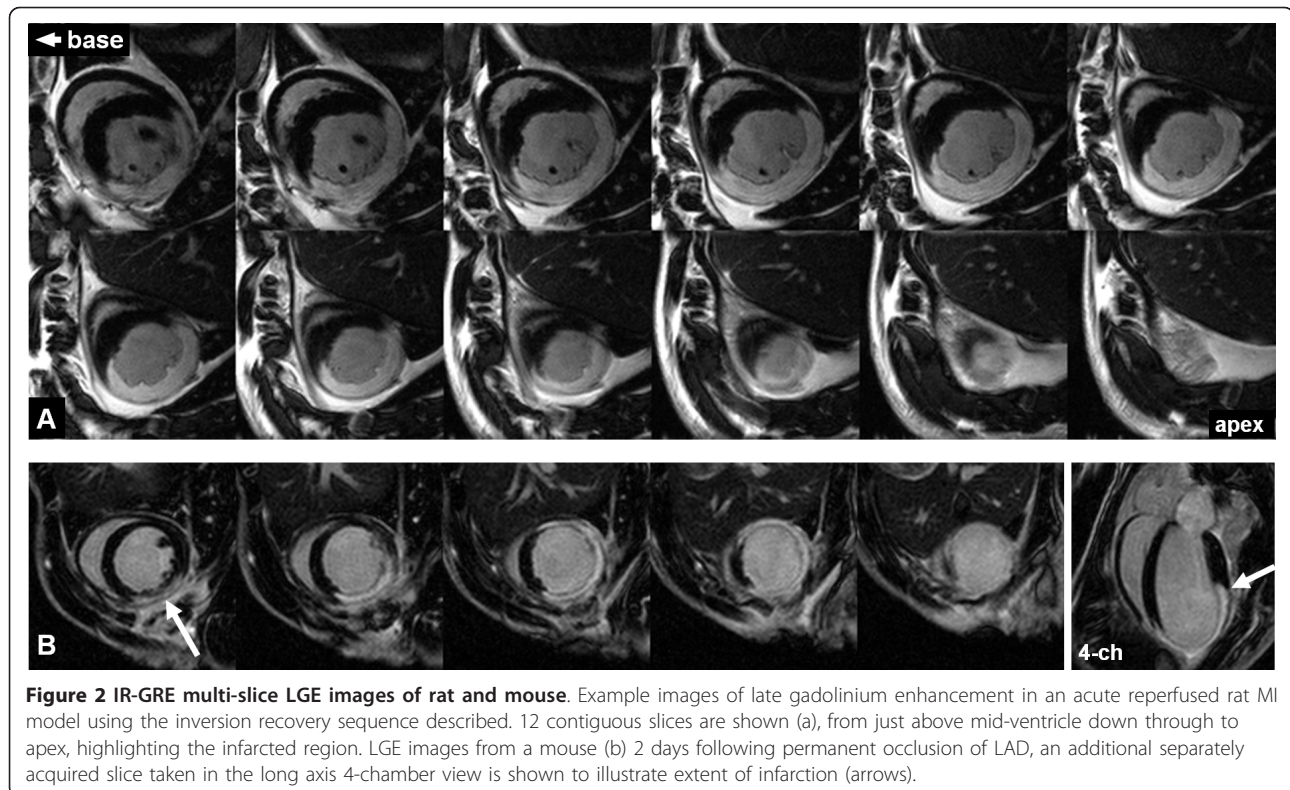 ← base
A
apex
B
4-ch
Figure 2 IR-GRE multi-slice LGE images of rat and mouse. Example images of late gadolinium enhancement in an acute reperfused rat MI
model using the inversion recovery sequence described. 12 contiguous slices are shown (a), from just above mid-ventricle down through to
apex, highlighting the infarcted region. LGE images from a mouse (b) 2 days following permanent occlusion of LAD, an additional separately
acquired slice taken in the long axis 4-chamber view is shown to illustrate extent of infarction (arrows).